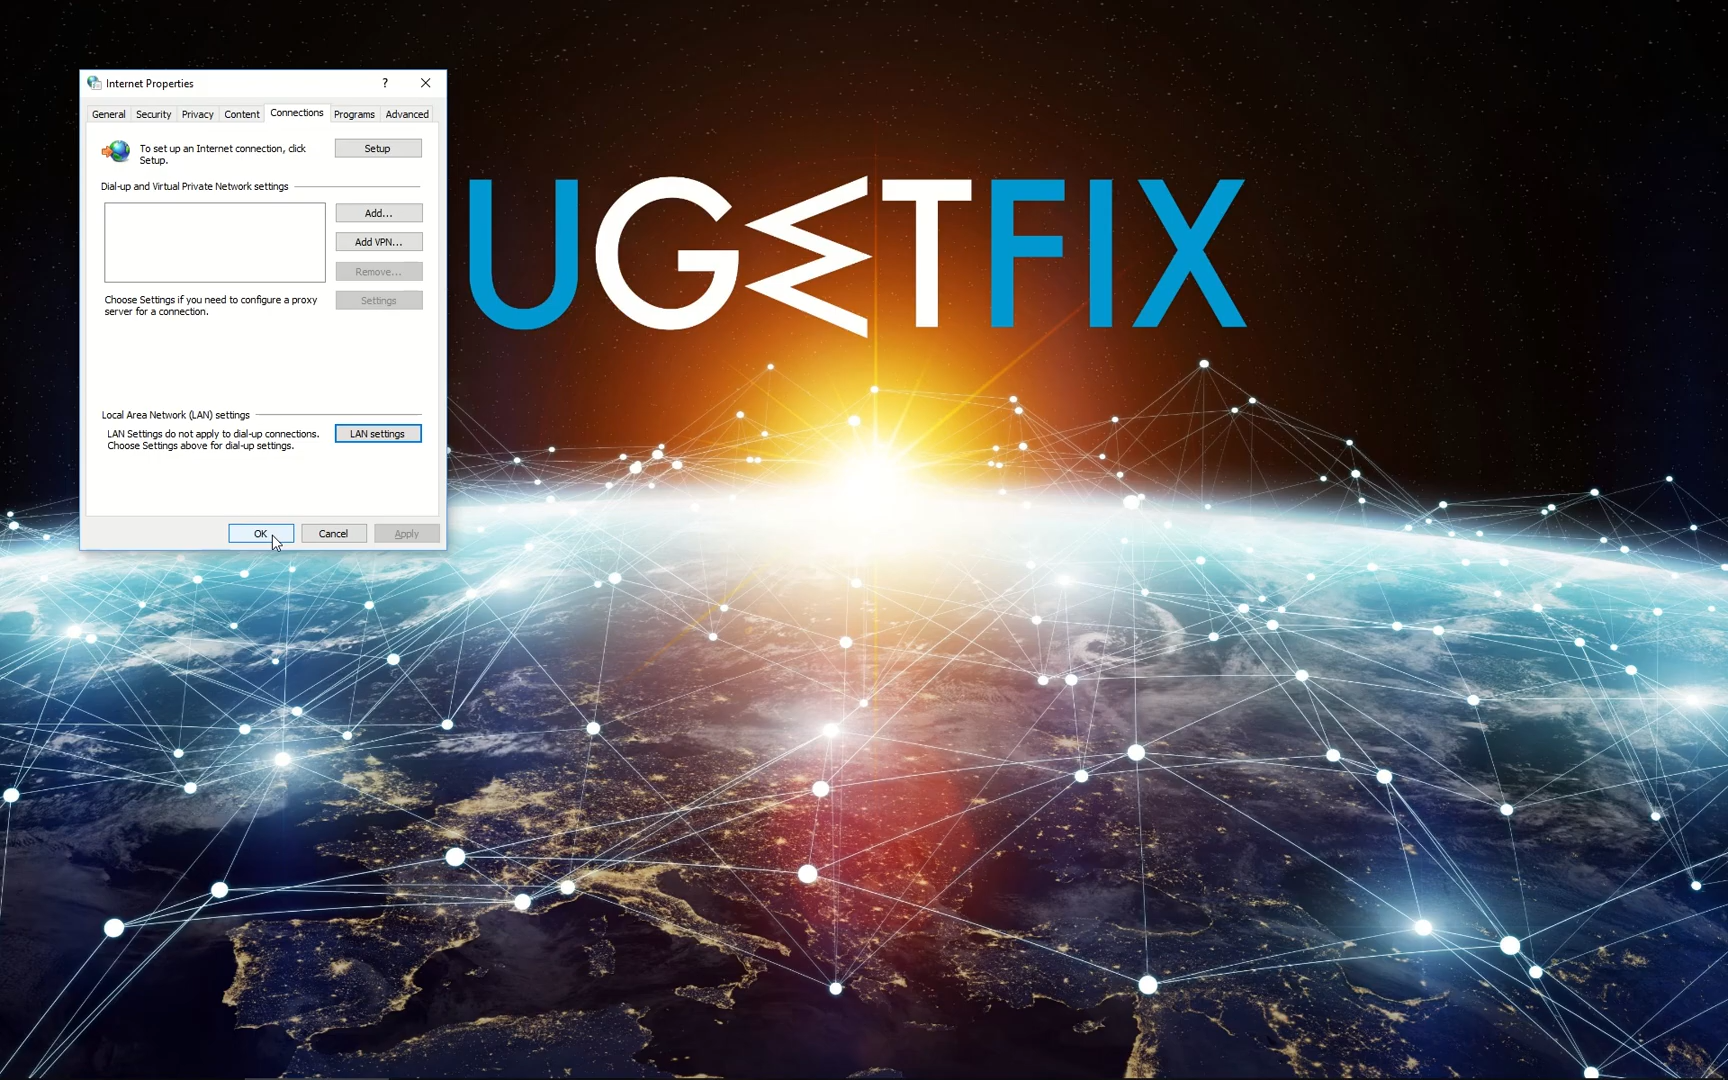 Internet Properties
?
General Security Privacy Content Connections Programs Advanced
To set up an Internet connection, click
Setup.
Setup
Dial-up and Virtual Private Network settings
Add...
Add VPN...
Remove...
Choose Settings if you need to configure a proxy
server for a connection.
Settings
Local Area Network (LAN) settings
LAN Settings do not apply to dial-up connections.
Choose Settings above for dial-up settings.
LAN settings
OK Cancel Apply
UGETFIX